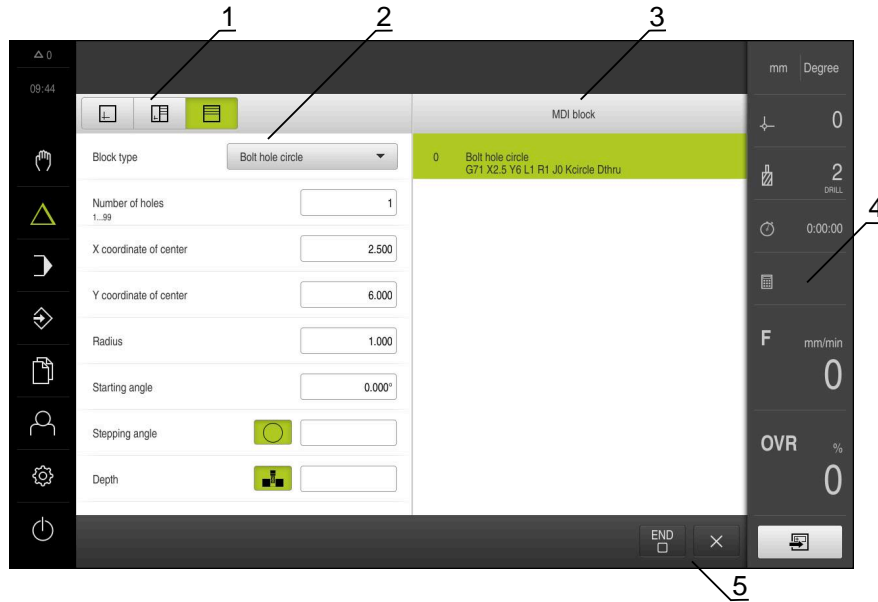 1
2
3
0
09:44
mm Degree
MDI block
0
Block type
Bolt hole circle
0 Bolt hole circle
G71 X2.5 Y6 L1 R1 J0 Kcircle Dthru
2
DRILL
Number of holes
1...99
1
4
0:00:00
X coordinate of center
2.500
Y coordinate of center
6.000
Radius
1.000
F mm/min
0
Starting angle
0.000°
Stepping angle
OVR %
0
Depth
END
5